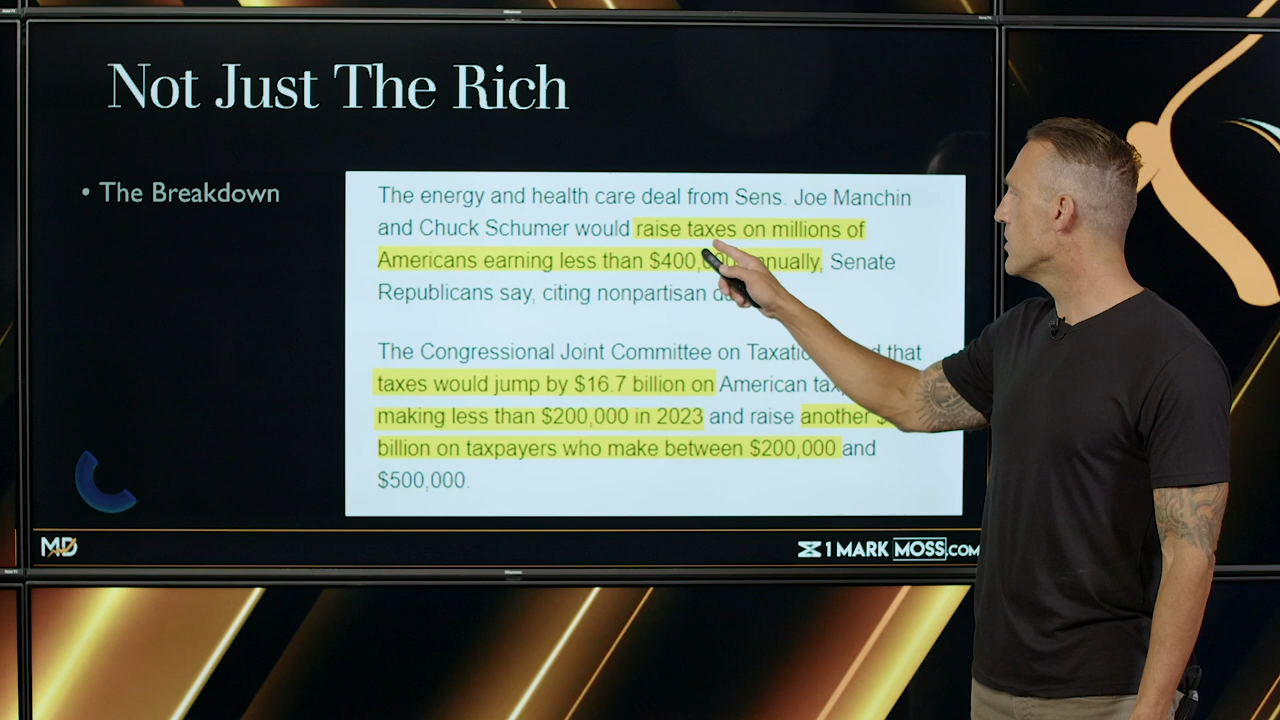 Not Just The Rich
• The Breakdown
The energy and health care deal from Sens. Joe Manchin
and Chuck Schumer would raise taxes on millions of
Americans earning less than $400, annually, Senate
Republicans say, citing nonpartisan
The Congressional Joint Committee on that
taxes would jump by $16.7 billion on American
making less than $200,000 in 2023 and raise another
billion on taxpayers who make between $200,000 and
$500,000.
MD
1 MARK MOSS.COM